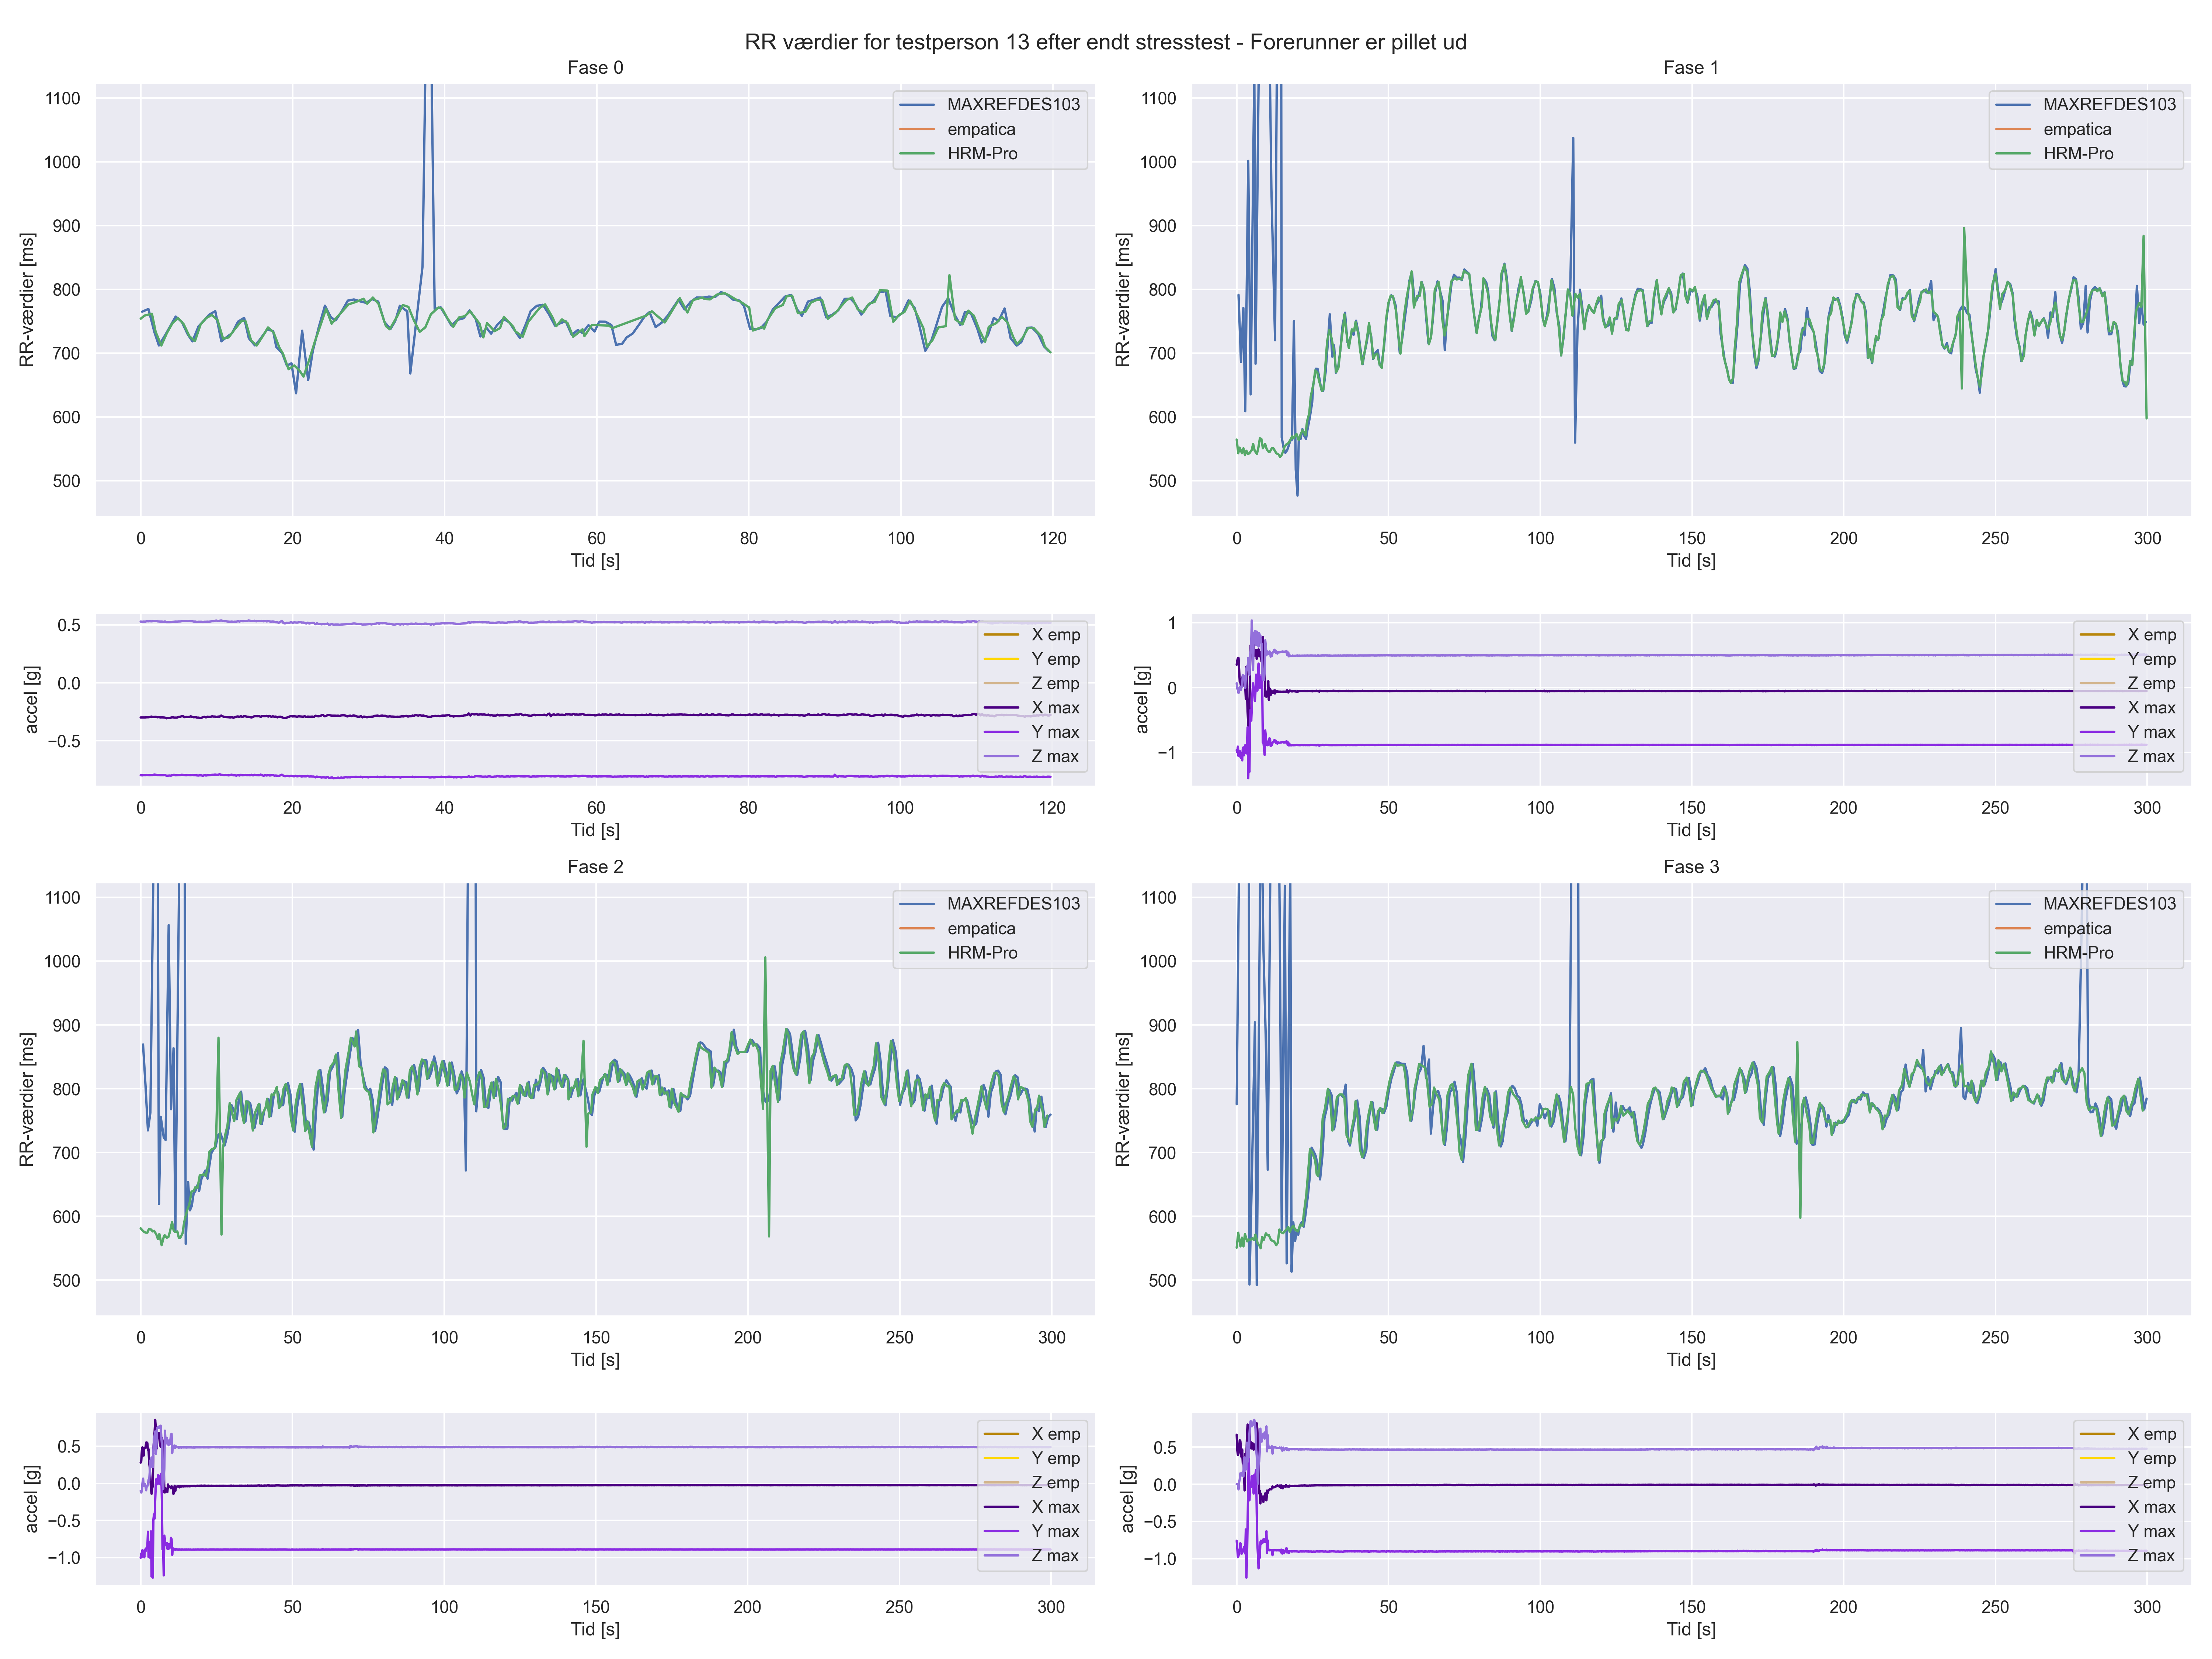 RR værdier for testperson 13 efter endt stresstest - Forerunner er pillet ud
Fase 0
RR-værdier [ms]
1100
1000
900
800
700
600
500
MAXREFDES103
empatica
HRM-Pro
0 20 40 60 80 100 120
Tid [s]
accel [g]
0.5
0.0
−0.5
X emp
Y emp
Z emp
X max
Y max
Z max
0 20 40 60 80 100 120
Tid [s]
Fase 1
RR-værdier [ms]
1100
1000
900
800
700
600
500
MAXREFDES103
empatica
HRM-Pro
0 50 100 150 200 250 300
Tid [s]
accel [g]
1
0
−1
X emp
Y emp
Z emp
X max
Y max
Z max
0 50 100 150 200 250 300
Tid [s]
Fase 2
RR-værdier [ms]
1100
1000
900
800
700
600
500
MAXREFDES103
empatica
HRM-Pro
0 50 100 150 200 250 300
Tid [s]
accel [g]
0.5
0.0
−0.5
−1.0
X emp
Y emp
Z emp
X max
Y max
Z max
0 50 100 150 200 250 300
Tid [s]
Fase 3
RR-værdier [ms]
1100
1000
900
800
700
600
500
MAXREFDES103
empatica
HRM-Pro
0 50 100 150 200 250 300
Tid [s]
accel [g]
0.5
0.0
−0.5
−1.0
X emp
Y emp
Z emp
X max
Y max
Z max
0 50 100 150 200 250 300
Tid [s]